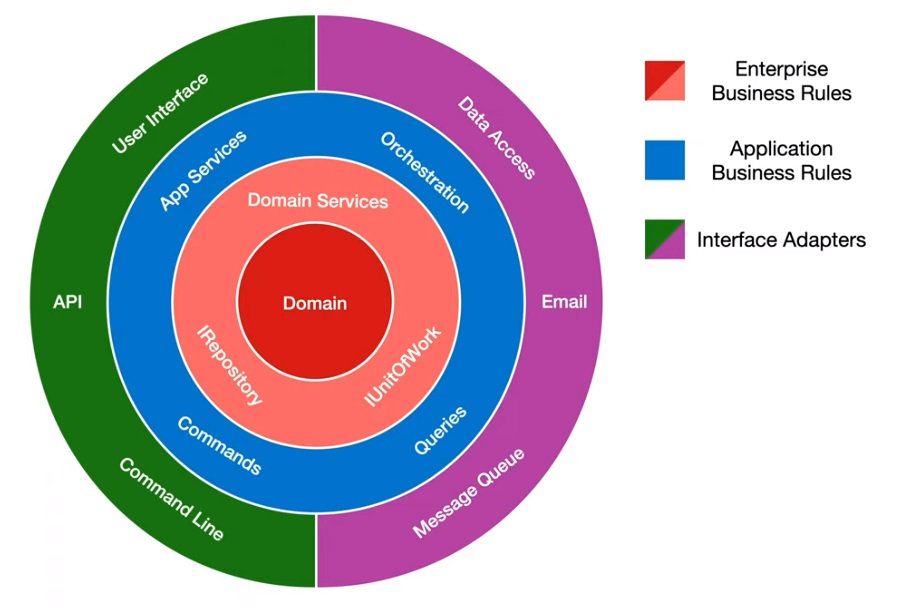 User Interface
Data Access
App Services
Orchestration
Domain Services
API
Domain
Email
IRepository
IUnitOfWork
Commands
Queries
Command Line
Message Queue
Enterprise
Business Rules
Application
Business Rules
Interface Adapters